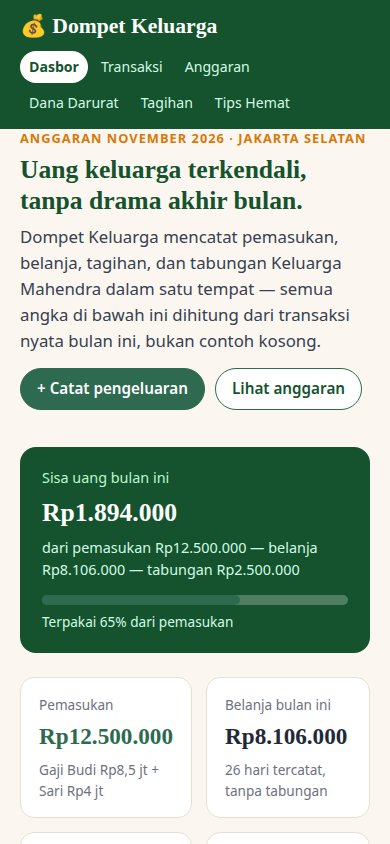 💰 Dompet Keluarga
Dasbor Transaksi Anggaran
Dana Darurat Tagihan Tips Hemat
ANGGARAN NOVEMBER 2026 · JAKARTA SELATAN
Uang keluarga terkendali,
tanpa drama akhir bulan.
Dompet Keluarga mencatat pemasukan,
belanja, tagihan, dan tabungan Keluarga
Mahendra dalam satu tempat — semua
angka di bawah ini dihitung dari transaksi
nyata bulan ini, bukan contoh kosong.
+ Catat pengeluaran Lihat anggaran
Sisa uang bulan ini
Rp1.894.000
dari pemasukan Rp12.500.000 — belanja
Rp8.106.000 — tabungan Rp2.500.000
Terpakai 65% dari pemasukan
Pemasukan
Rp12.500.000
Gaji Budi Rp8,5 jt +
Sari Rp4 jt
Belanja bulan ini
Rp8.106.000
26 hari tercatat,
tanpa tabungan